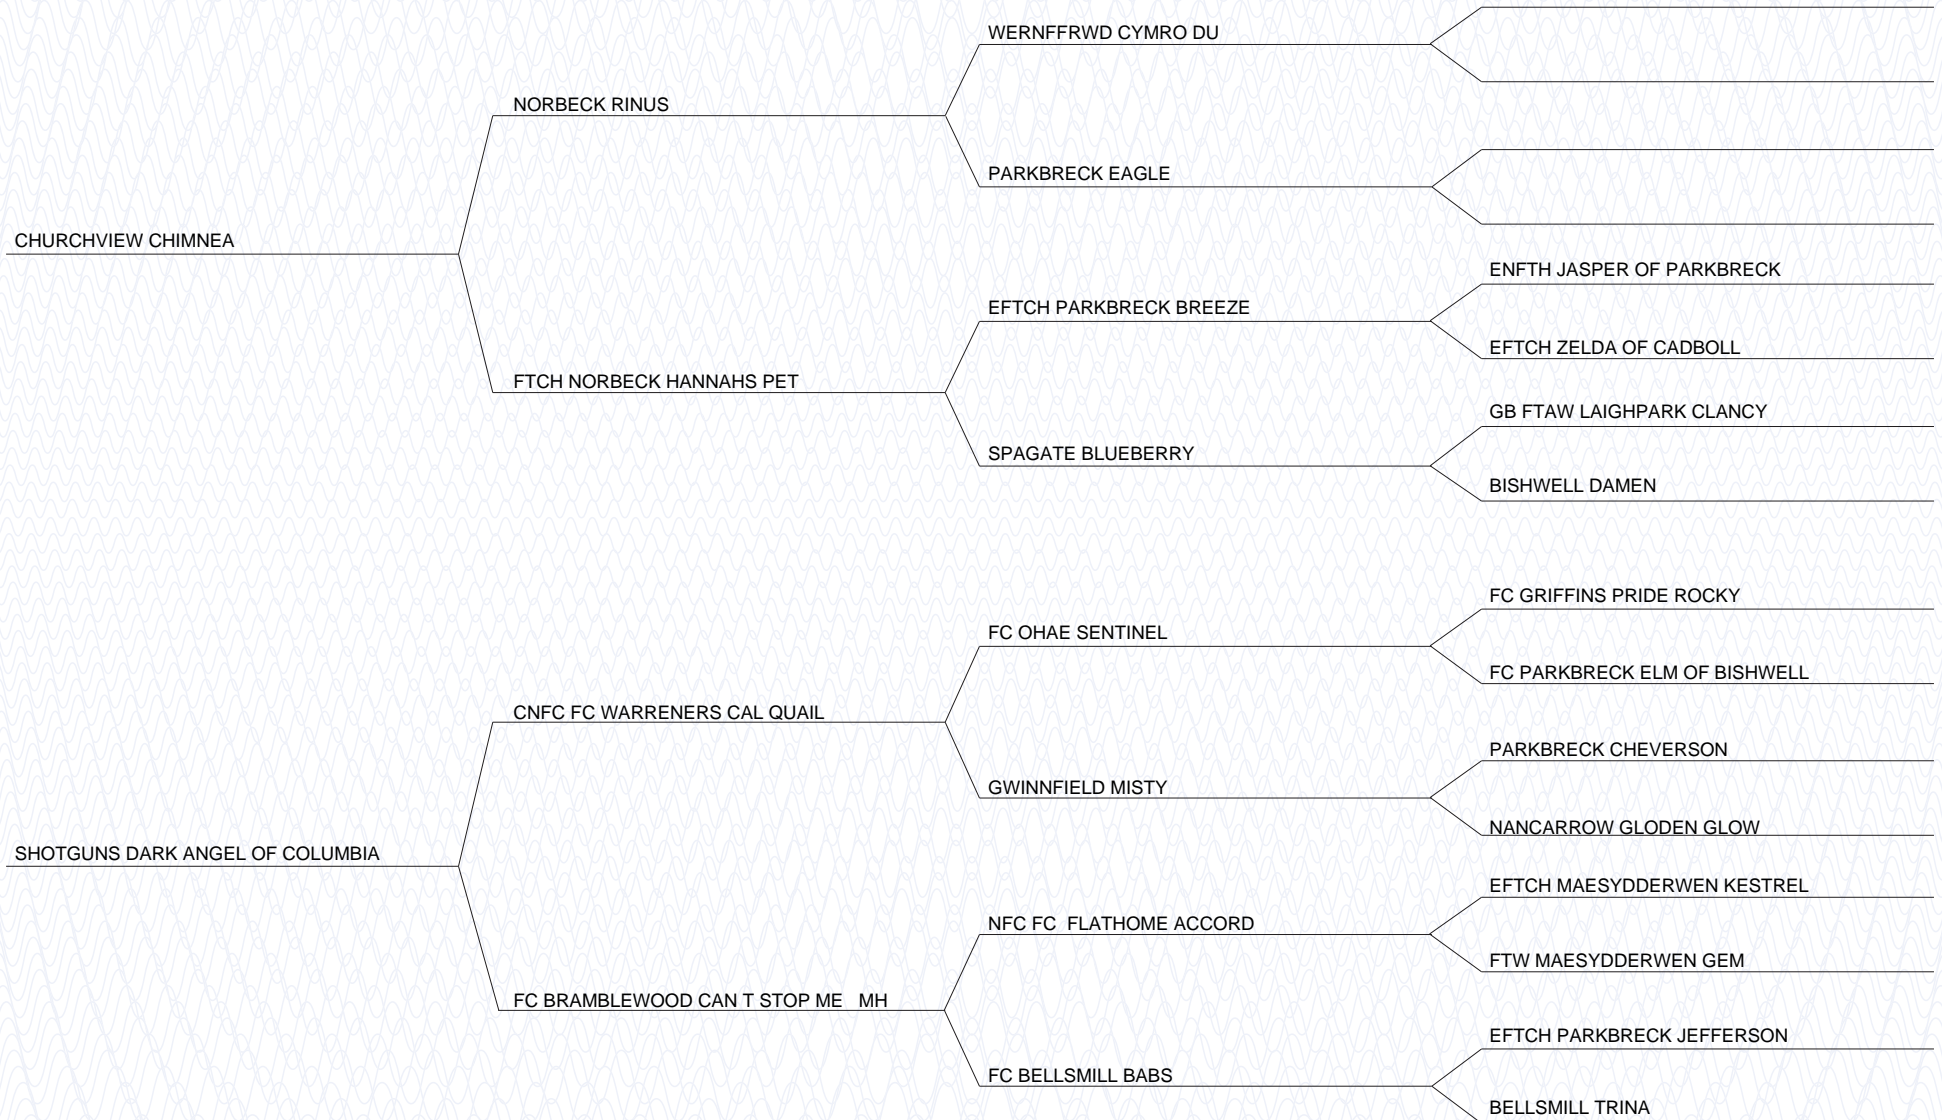 WERNFFRWD CYMRO DU
NORBECK RINUS
PARKBRECK EAGLE
CHURCHVIEW CHIMNEA
ENFTH JASPER OF PARKBRECK
EFTCH PARKBRECK BREEZE
EFTCH ZELDA OF CADBOLL
FTCH NORBECK HANNAHS PET
GB FTAW LAIGHPARK CLANCY
SPAGATE BLUEBERRY
BISHWELL DAMEN
FC GRIFFINS PRIDE ROCKY
FC OHAE SENTINEL
FC PARKBRECK ELM OF BISHWELL
CNFC FC WARRENERS CAL QUAIL
PARKBRECK CHEVERSON
GWINNFIELD MISTY
NANCARROW GLODEN GLOW
SHOTGUNS DARK ANGEL OF COLUMBIA
EFTCH MAESYDDERWEN KESTREL
NFC FC  FLATHOME ACCORD
FTW MAESYDDERWEN GEM
FC BRAMBLEWOOD CAN T STOP ME   MH
EFTCH PARKBRECK JEFFERSON
FC BELLSMILL BABS
BELLSMILL TRINA